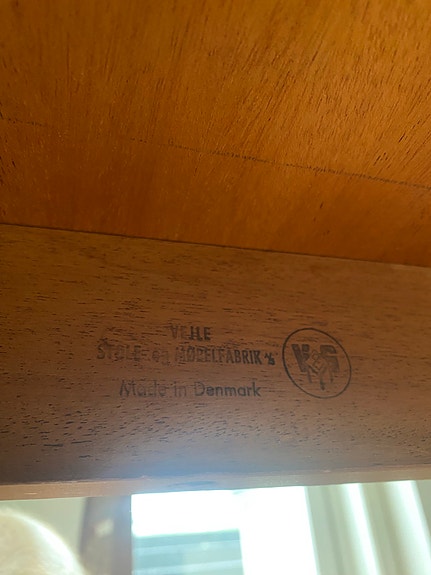 VEJLE
STOLE- og MØBELFABRIK A/S
Made in Denmark